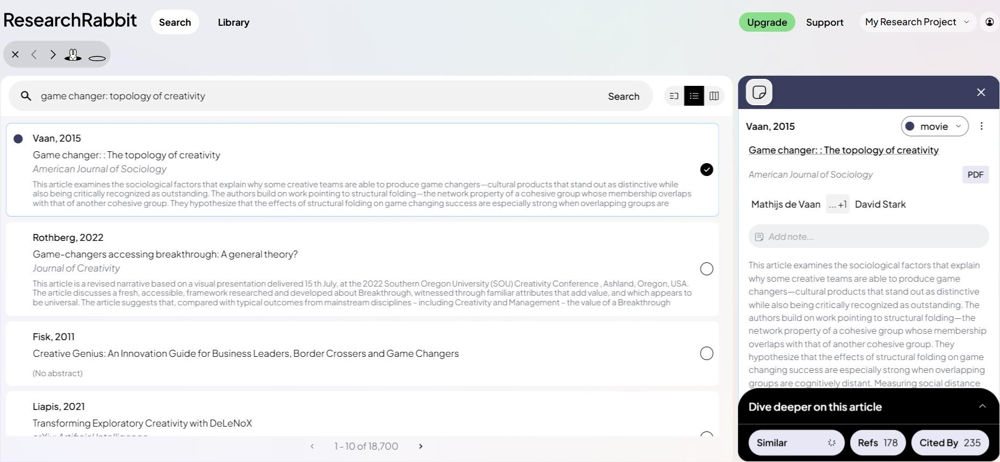 ResearchRabbit
Search
Library
Upgrade
Support
My Research Project
game changer: topology of creativity
Search
Vaan, 2015
Game changer: : The topology of creativity
American Journal of Sociology
This article examines the sociological factors that explain why some creative teams are able to produce game changers—cultural products that stand out as distinctive while
also being critically recognized as outstanding. The authors build on work pointing to structural folding—the network property of a cohesive group whose membership overlaps
with that of another cohesive group. They hypothesize that the effects of structural folding on game changing success are especially strong when overlapping groups are
Rothberg, 2022
Game-changers accessing breakthrough: A general theory?
Journal of Creativity
This article is a revised narrative based on a visual presentation delivered 15 th July, at the 2022 Southern Oregon University (SOU) Creativity Conference , Ashland, Oregon, USA.
The article discusses a fresh, accessible, framework researched and developed about Breakthrough, witnessed through familiar attributes that add value, and which appears to
be universal. The article suggests that, compared with typical outcomes from mainstream disciplines - including Creativity and Management - the value of a Breakthrough
Fisk, 2011
Creative Genius: An Innovation Guide for Business Leaders, Border Crossers and Game Changers
(No abstract)
Liapis, 2021
Transforming Exploratory Creativity with DeLeNoX
arXiv: Artificial Intelligence
1 - 10 of 18,700
Vaan, 2015
movie
Game changer: : The topology of creativity
American Journal of Sociology
PDF
Mathijs de Vaan ... +1 David Stark
Add note...
This article examines the sociological factors that explain
why some creative teams are able to produce game
changers—cultural products that stand out as distinctive
while also being critically recognized as outstanding. The
authors build on work pointing to structural folding—the
network property of a cohesive group whose membership
overlaps with that of another cohesive group. They
hypothesize that the effects of structural folding on game
changing success are especially strong when overlapping
groups are cognitively distant. Measuring social distance
Dive deeper on this article
Similar
Refs 178
Cited By 235